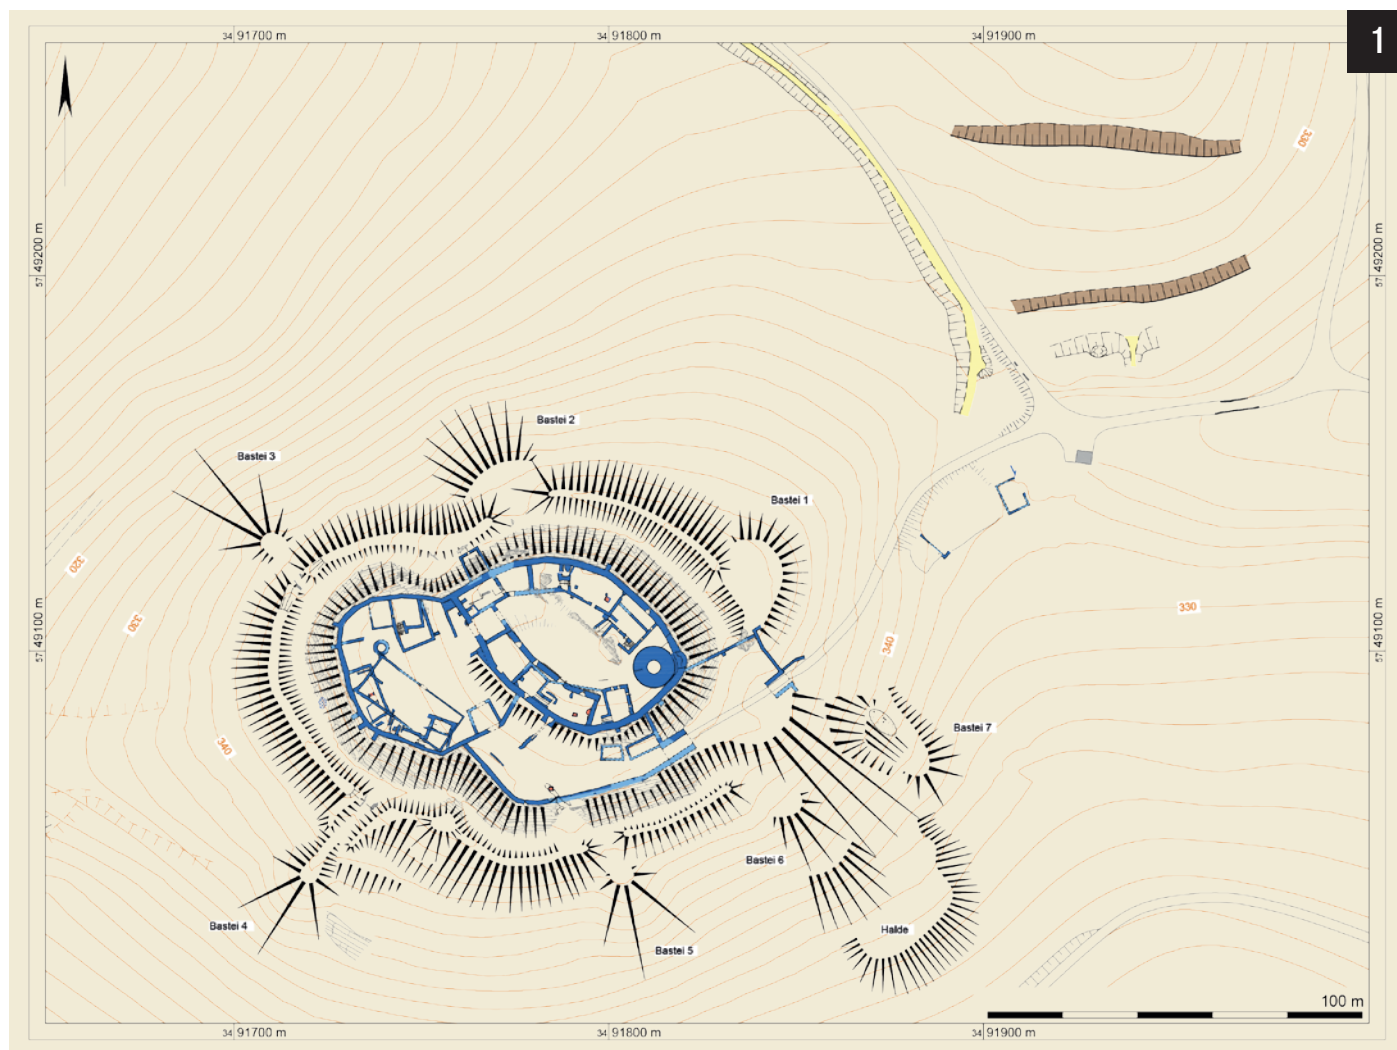 1
34 91700 m
34 91800 m
34 91900 m
330
57 49200 m
57 49200 m
Bastei 2
Bastei 3
Bastei 1
320
330
330
57 49100 m
57 49100 m
340
340
Bastei 7
Bastei 6
Bastei 4
Halde
Bastei 5
100 m
34 91700 m
34 91800 m
34 91900 m